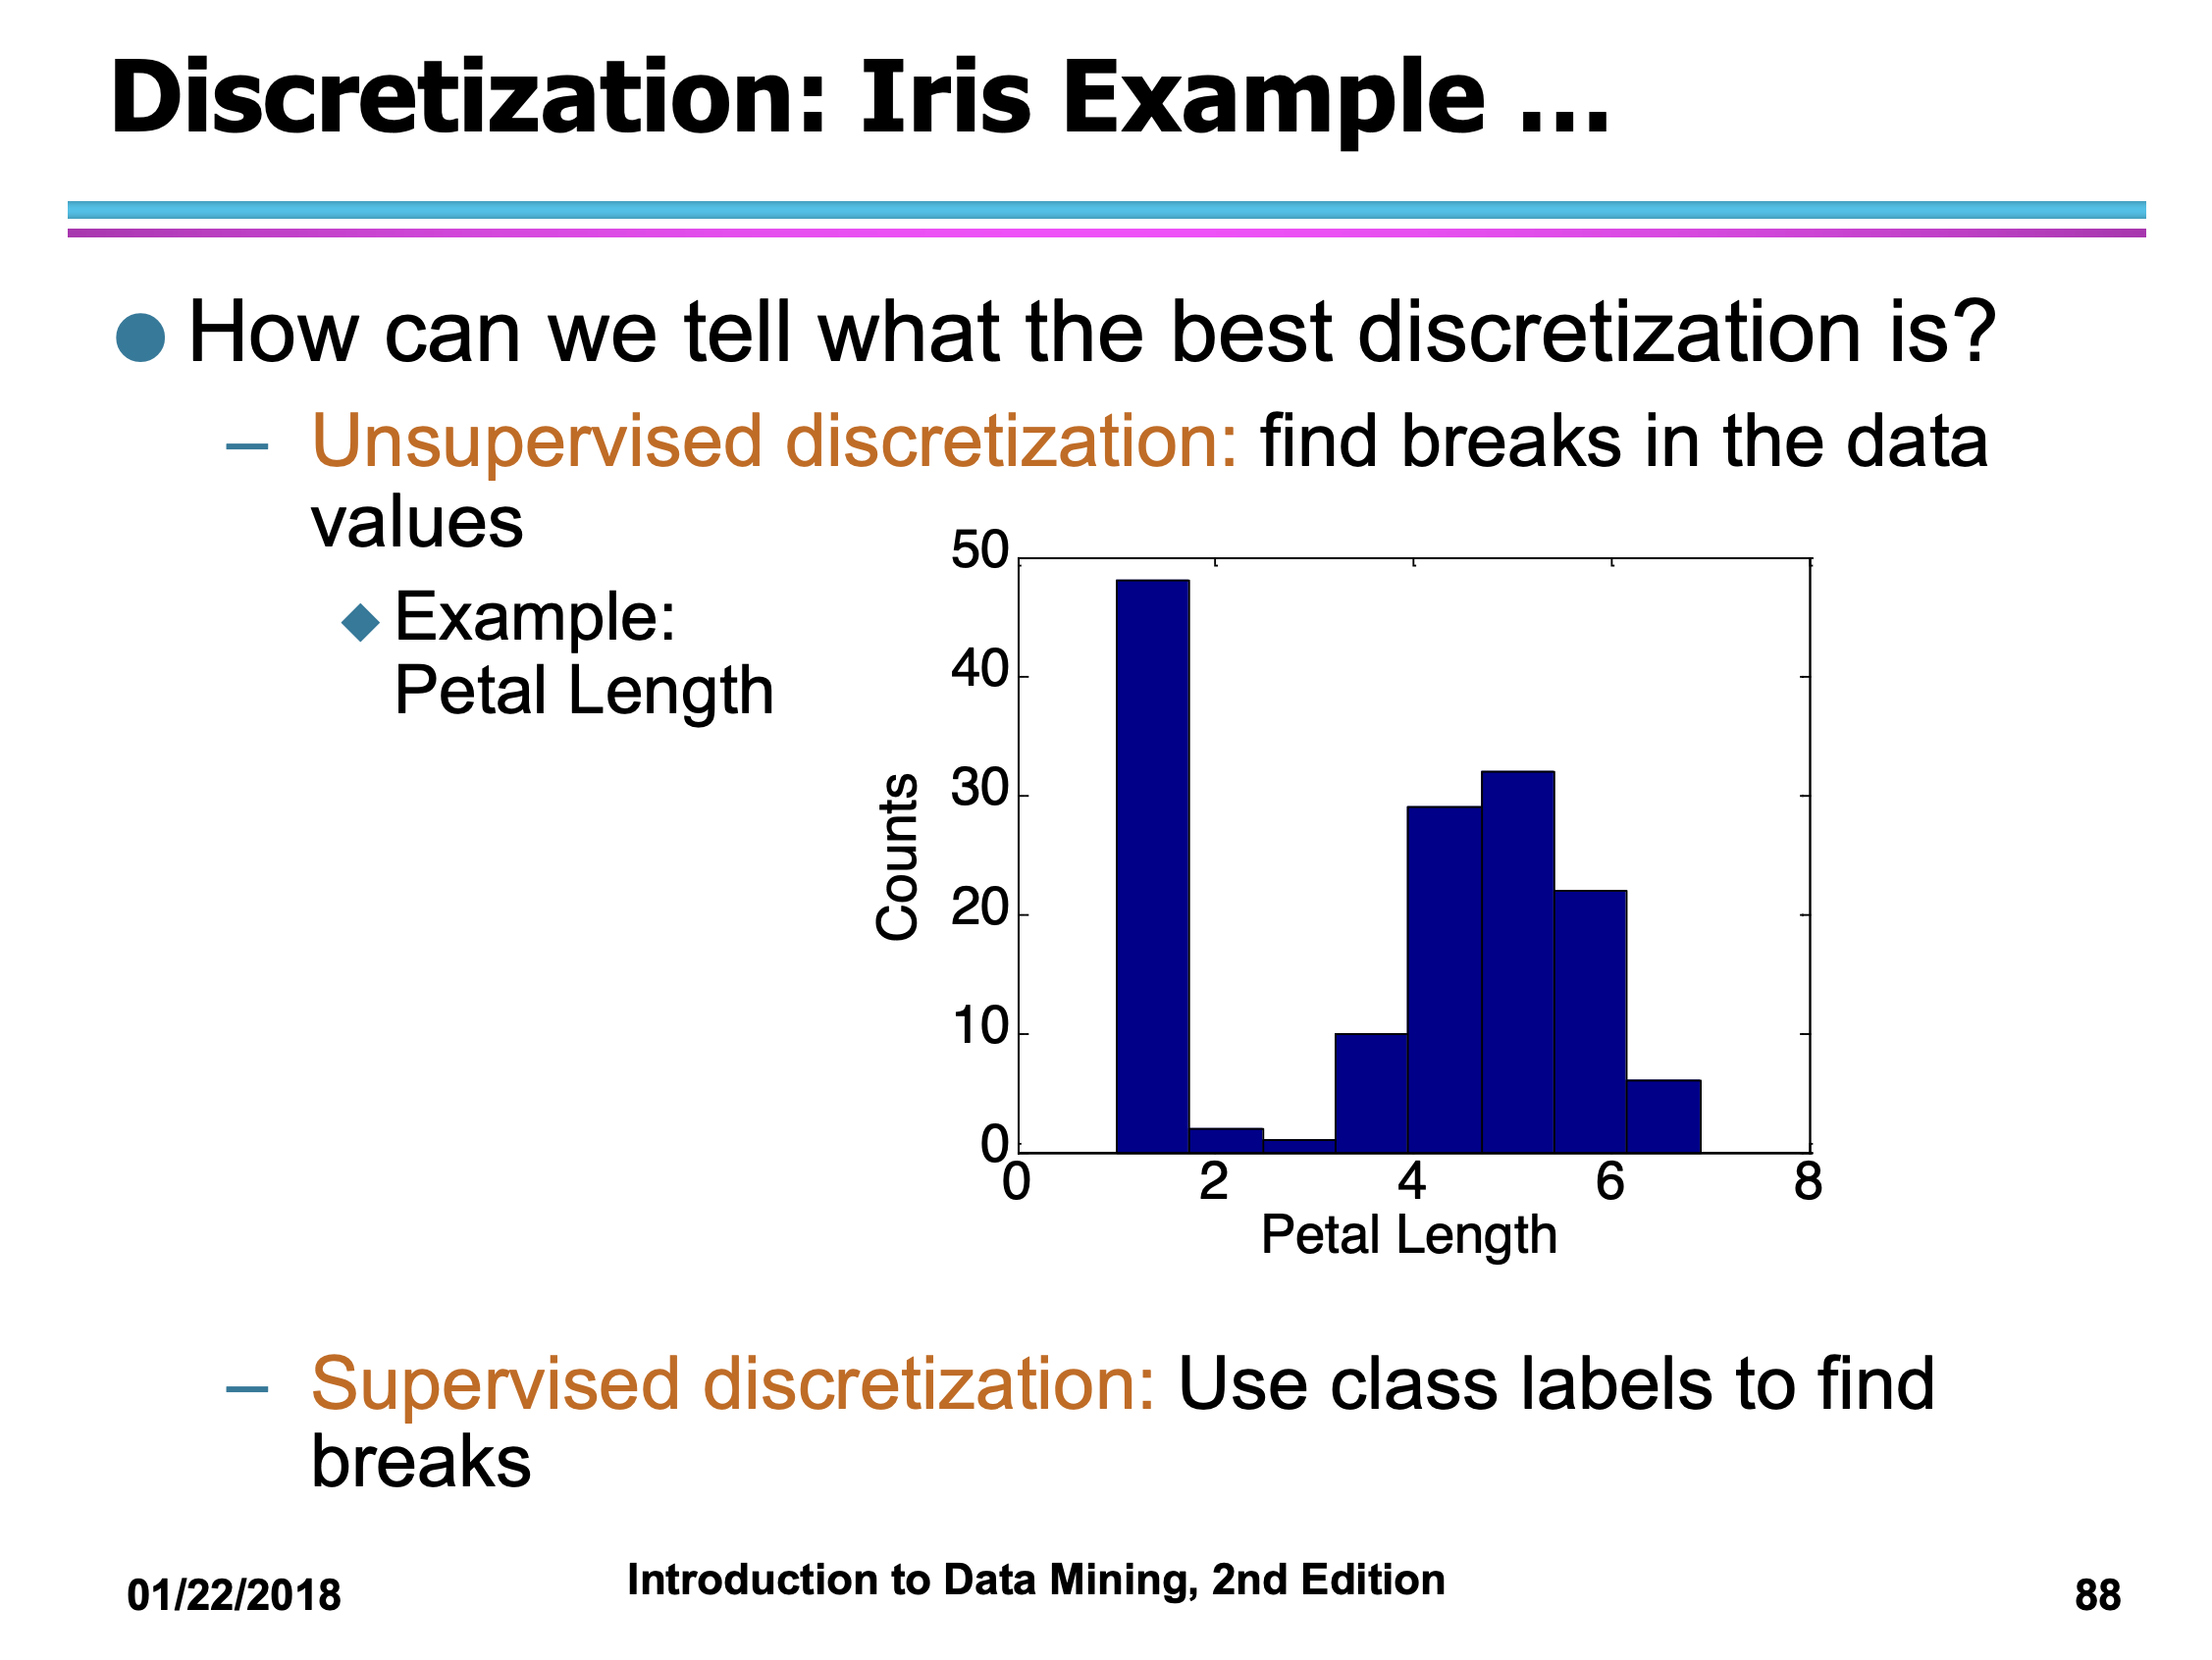 Discretization: Iris Example …
How can we tell what the best discretization is?
– Unsupervised discretization: find breaks in the data
values
Example:
Petal Length
50
40
30
20
10
0
Counts
0 2 4 6 8
Petal Length
– Supervised discretization: Use class labels to find
breaks
01/22/2018
Introduction to Data Mining, 2nd Edition
88